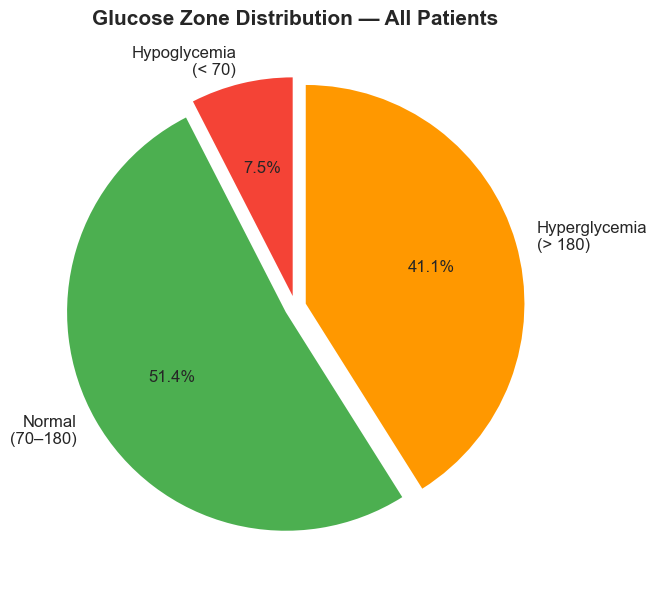 Glucose Zone Distribution — All Patients
Hypoglycemia
(< 70)
7.5%
Hyperglycemia
(> 180)
41.1%
51.4%
Normal
(70–180)